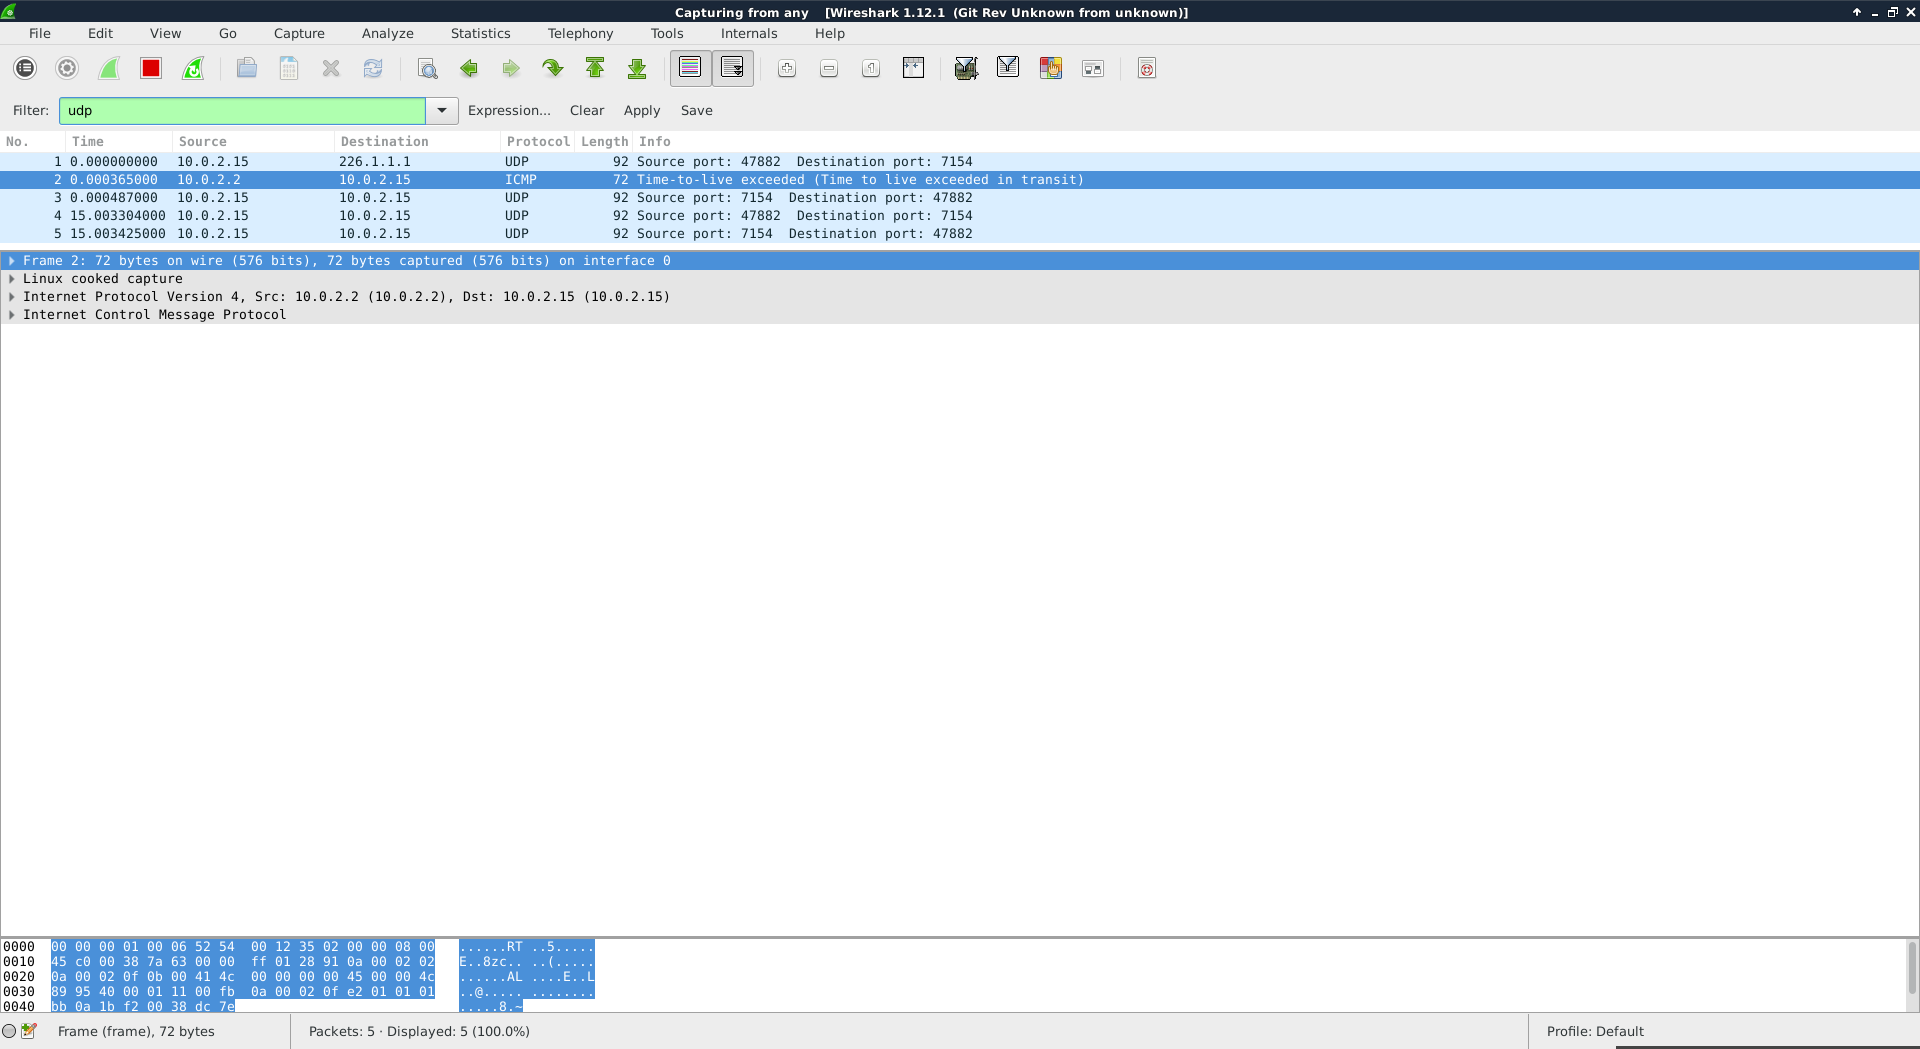 Capturing from any [Wireshark 1.12.1 (Git Rev Unknown from unknown)]
File Edit View Go Capture Analyze Statistics Telephony Tools Internals Help
Filter: udp Expression... Clear Apply Save
No. Time Source Destination Protocol Length Info
1 0.000000000 10.0.2.15 226.1.1.1 UDP 92 Source port: 47882 Destination port: 7154
2 0.000365000 10.0.2.2 10.0.2.15 ICMP 72 Time-to-live exceeded (Time to live exceeded in transit)
3 0.000487000 10.0.2.15 10.0.2.15 UDP 92 Source port: 7154 Destination port: 47882
4 15.003304000 10.0.2.15 10.0.2.15 UDP 92 Source port: 47882 Destination port: 7154
5 15.003425000 10.0.2.15 10.0.2.15 UDP 92 Source port: 7154 Destination port: 47882
Frame 2: 72 bytes on wire (576 bits), 72 bytes captured (576 bits) on interface 0
Linux cooked capture
Internet Protocol Version 4, Src: 10.0.2.2 (10.0.2.2), Dst: 10.0.2.15 (10.0.2.15)
Internet Control Message Protocol
0000 00 00 00 01 00 06 52 54 00 12 35 02 00 00 08 00 ......RT ..5.....
0010 45 c0 00 38 7a 63 00 00 ff 01 28 91 0a 00 02 02 E..8zc.. ..(.....
0020 0a 00 02 0f 0b 00 41 4c 00 00 00 00 45 00 00 4c ......AL ....E..L
0030 89 95 40 00 01 11 00 fb 0a 00 02 0f e2 01 01 01 ..@..... ........
0040 bb 0a 1b f2 00 38 dc 7e .....8.~
Frame (frame), 72 bytes Packets: 5 · Displayed: 5 (100.0%) Profile: Default